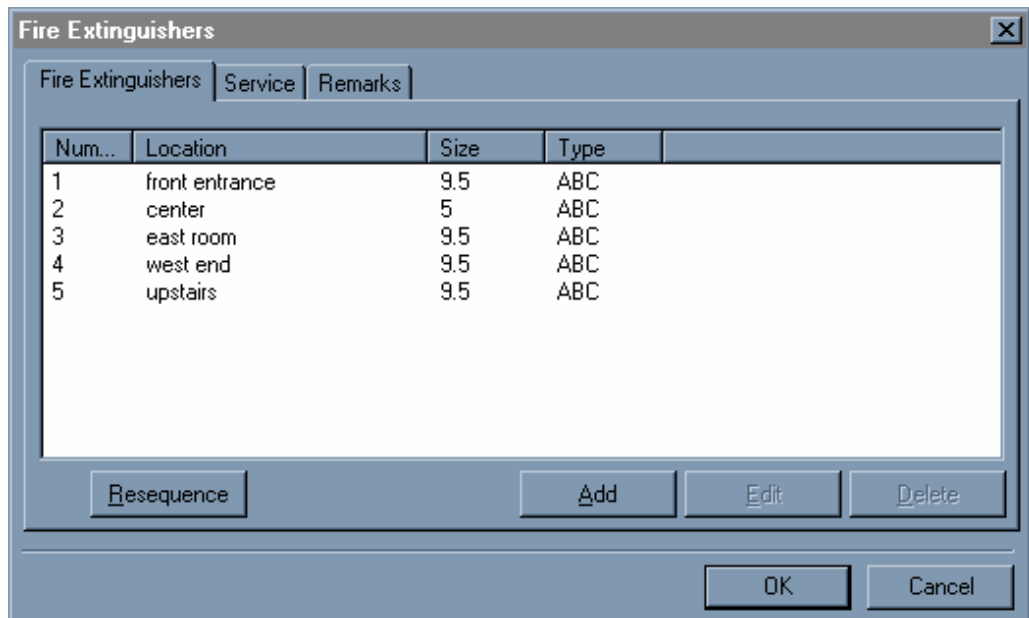 Fire Extinguishers
Fire Extinguishers Service Remarks
Num... Location Size Type
1 front entrance 9.5 ABC
2 center 5 ABC
3 east room 9.5 ABC
4 west end 9.5 ABC
5 upstairs 9.5 ABC
Resequence Add Edit Delete
OK Cancel